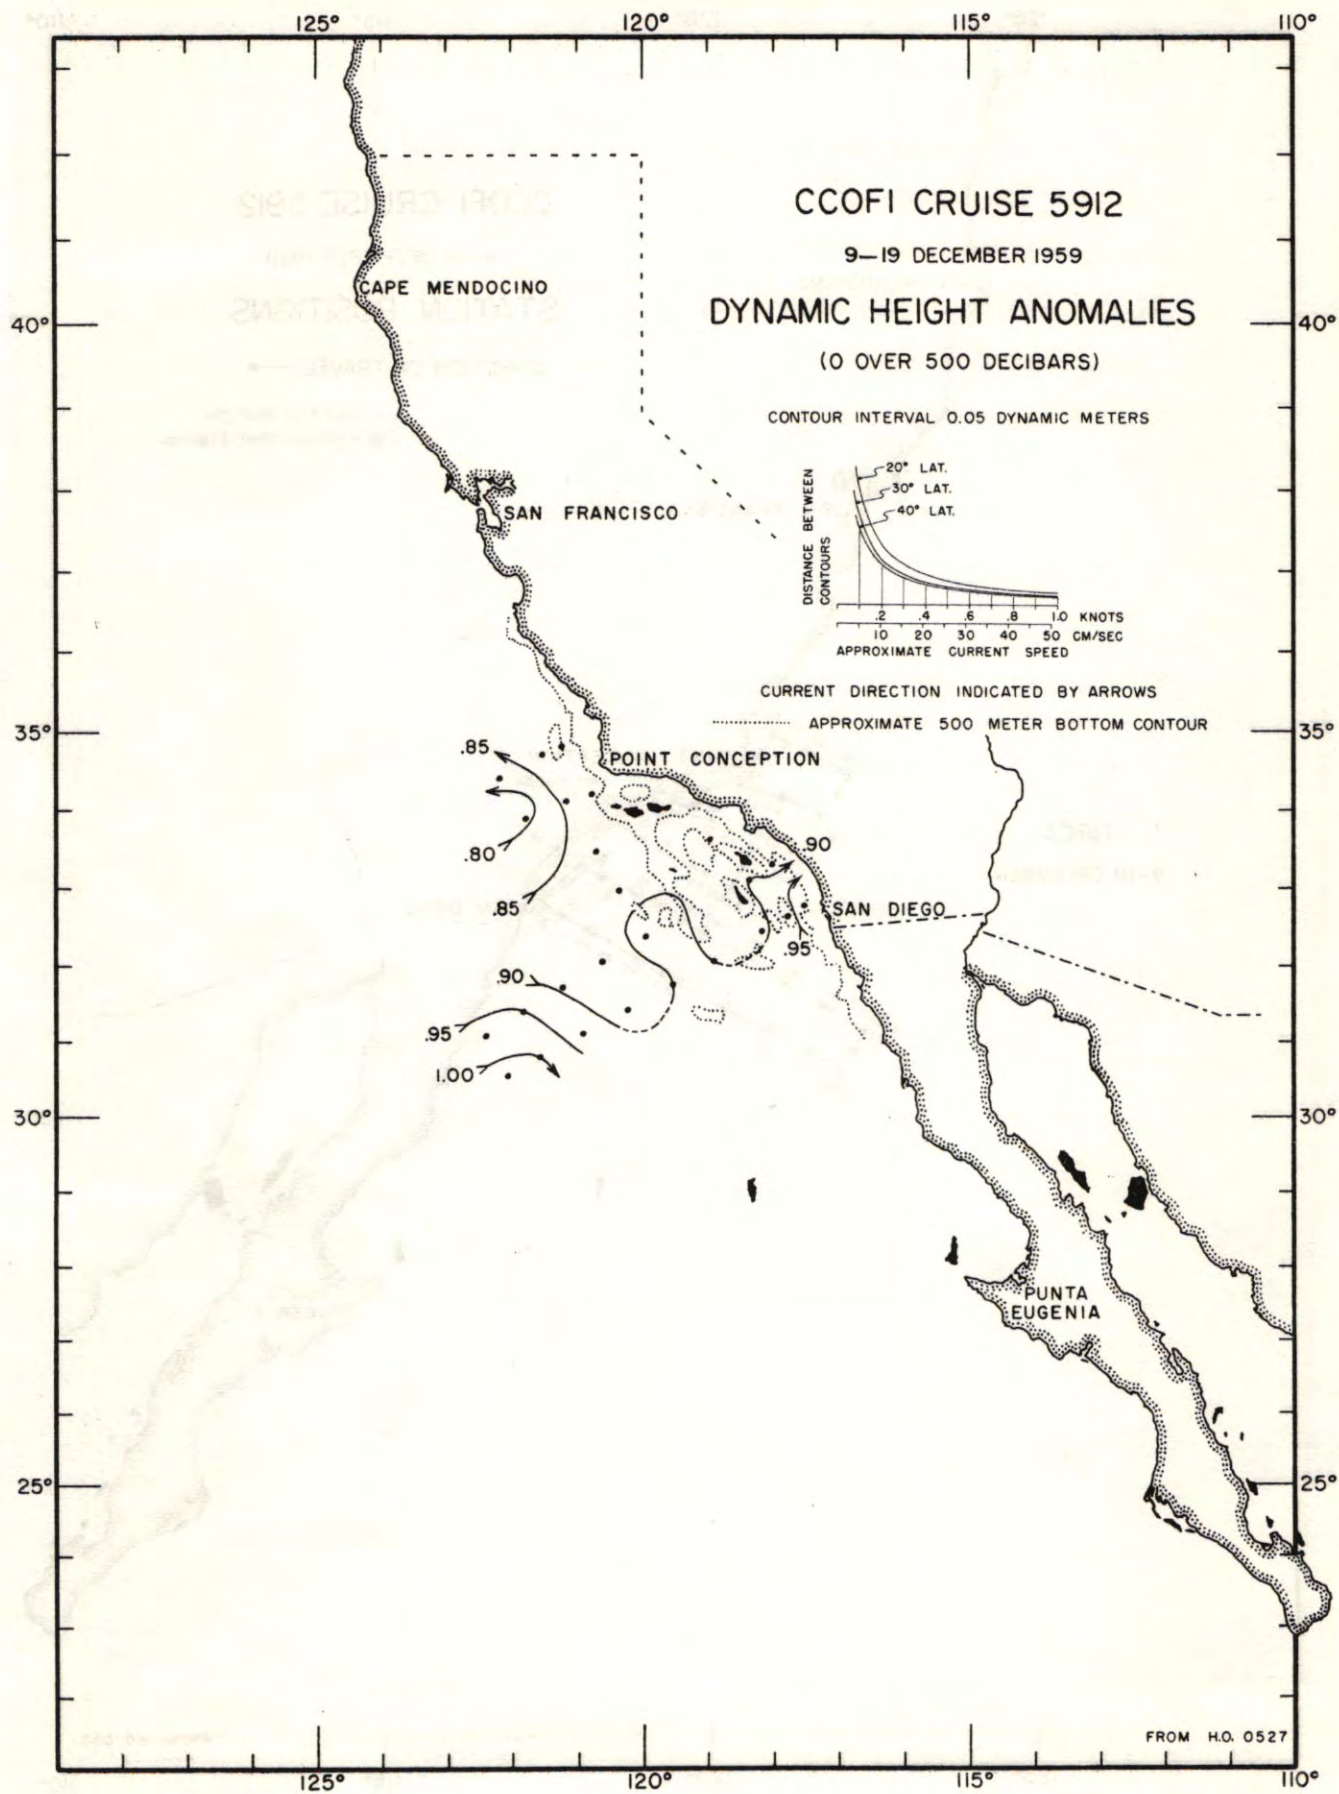 125° 120° 115° 110°
CCOFI CRUISE 5912
9—19 DECEMBER 1959
DYNAMIC HEIGHT ANOMALIES
(0 OVER 500 DECIBARS)
CONTOUR INTERVAL 0.05 DYNAMIC METERS
DISTANCE BETWEEN
CONTOURS
20° LAT.
30° LAT.
40° LAT.
.2 .4 .6 .8 1.0 KNOTS
10 20 30 40 50 CM/SEC
APPROXIMATE CURRENT SPEED
CURRENT DIRECTION INDICATED BY ARROWS
APPROXIMATE 500 METER BOTTOM CONTOUR
CAPE MENDOCINO
40° 40°
SAN FRANCISCO
35° 35°
.85
POINT CONCEPTION
.80
.90
.85
SAN DIEGO
.95
.90
.95
1.00
30° 30°
PUNTA
EUGENIA
25° 25°
FROM H.O. 0527
125° 120° 115° 110°